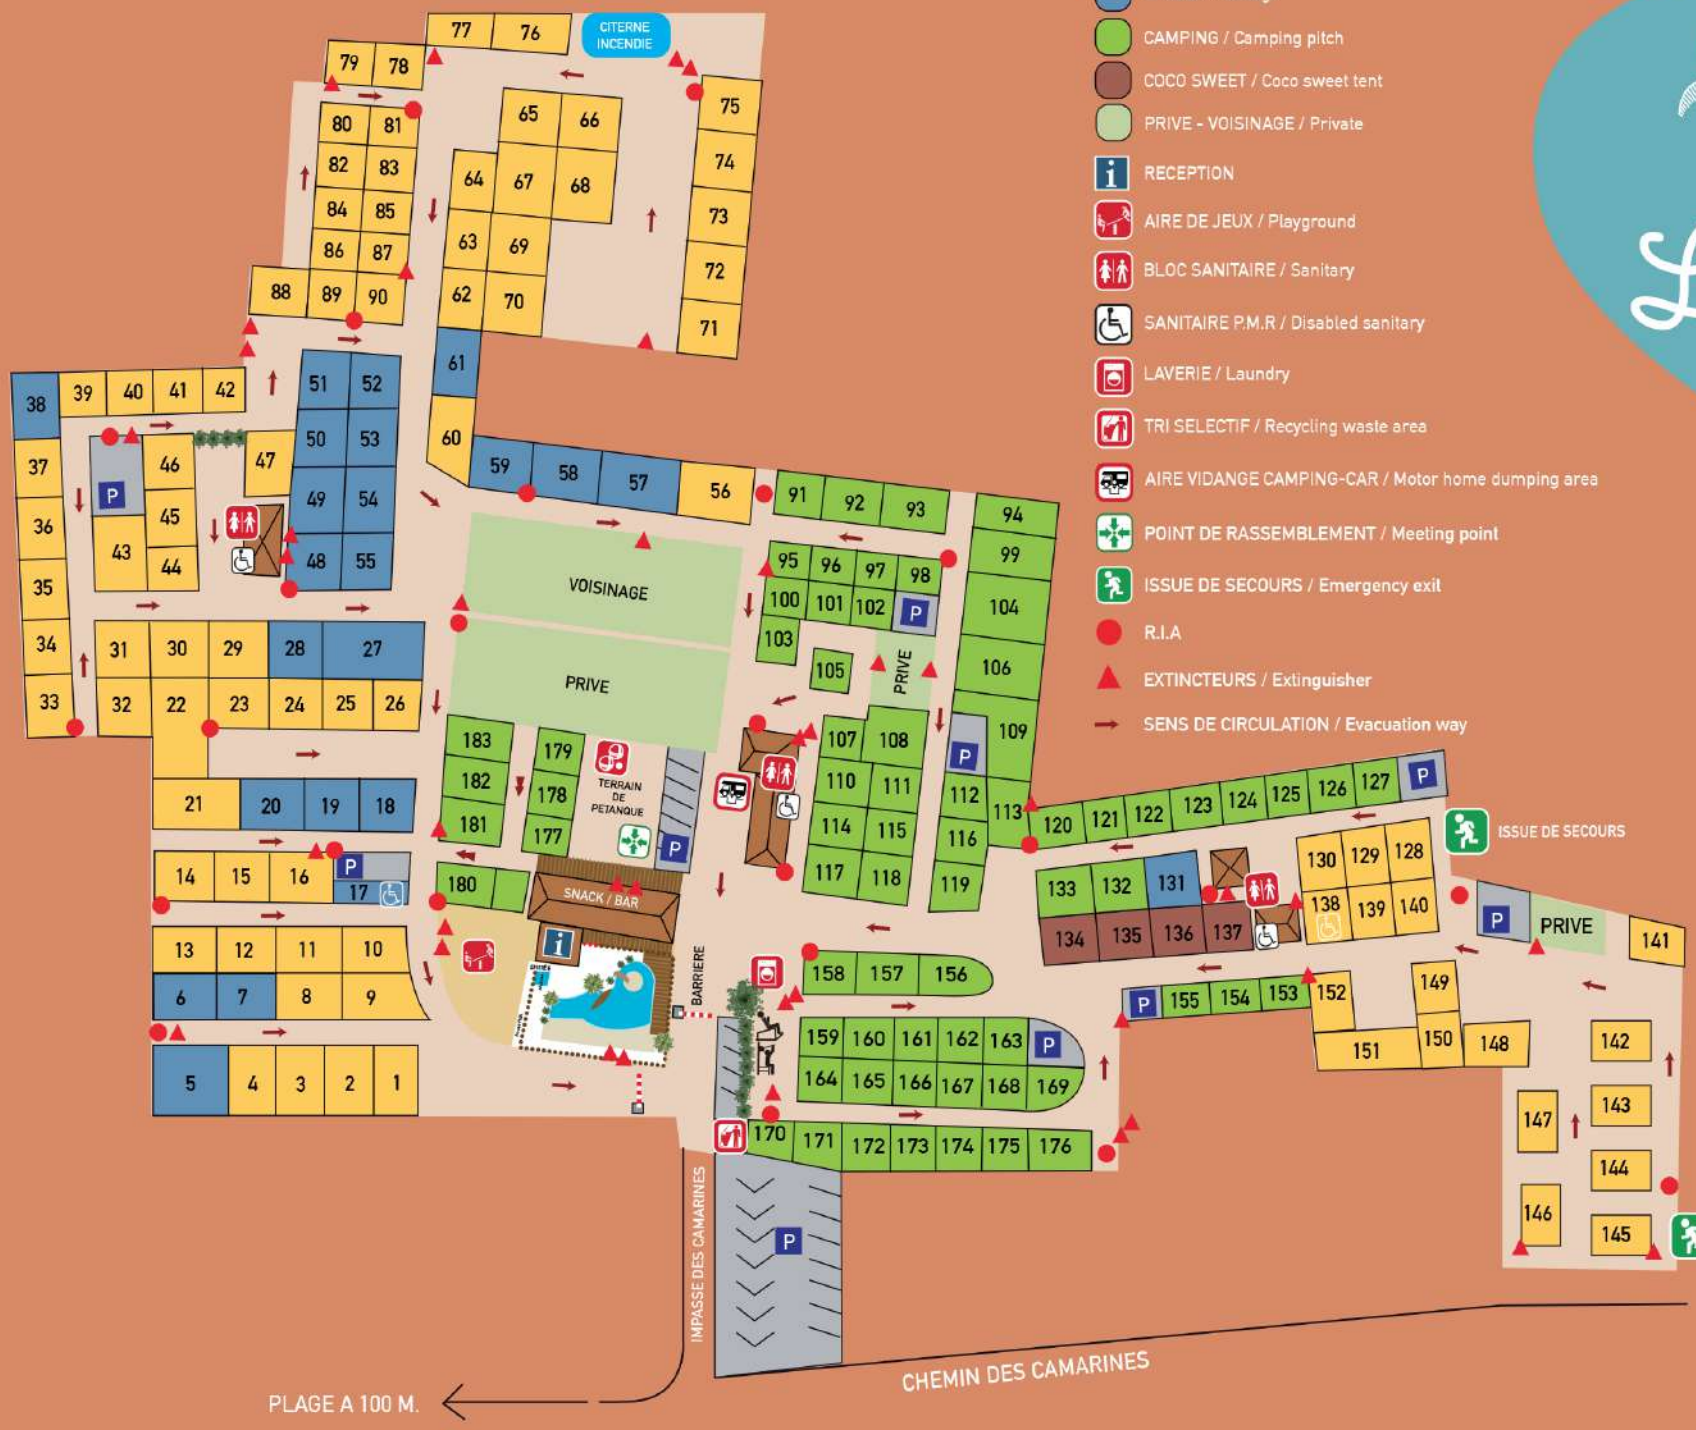 CAMPING / Camping pitch
COCO SWEET / Coco sweet tent
PRIVE - VOISINAGE / Private
i RECEPTION
AIRE DE JEUX / Playground
BLOC SANITAIRE / Sanitary
SANITAIRE P.M.R / Disabled sanitary
LAVERIE / Laundry
TRI SELECTIF / Recycling waste area
AIRE VIDANGE CAMPING-CAR / Motor home dumping area
POINT DE RASSEMBLEMENT / Meeting point
ISSUE DE SECOURS / Emergency exit
R.I.A
EXTINCTEURS / Extinguisher
SENS DE CIRCULATION / Evacuation way
L
77 76
CITERNE
INCENDIE
79 78
75
65 66
80 81
74
82 83
64 67 68
84 85
73
63 69
86 87
72
88 89 90
62 70
71
61
51 52
38 39 40 41 42
60
50 53
37
46 47
59 58 57 56
91 92 93
94
P
49 54
36
45
99
43
44
48 55
95 96 97 98
35
VOISINAGE
100 101 102 P
104
103
34
31 30 29 28 27
105
PRIVE
106
PRIVE
33
32 22 23 24 25 26
109
183
179
107 108
P
TERRAIN
DE
PETANQUE
182
178
110 111
112
113
21 20 19 18
181
177
P
114 115
116
120 121 122 123 124 125 126 127 P
ISSUE DE SECOURS
14 15 16 P
17
180
SNACK / BAR
117 118
119
133 132 131
130 129 128
138 139 140
134 135 136 137
P
PRIVE
141
13 12 11 10
i
BARRIERE
158 157 156
6 7 8 9
P 155 154 153 152
149
159 160 161 162 163 P
151 150 148
142
5 4 3 2 1
164 165 166 167 168 169
147
143
170 171 172 173 174 175 176
144
146
145
P
IMPASSE DES CAMARINES
CHEMIN DES CAMARINES
PLAGE A 100 M.